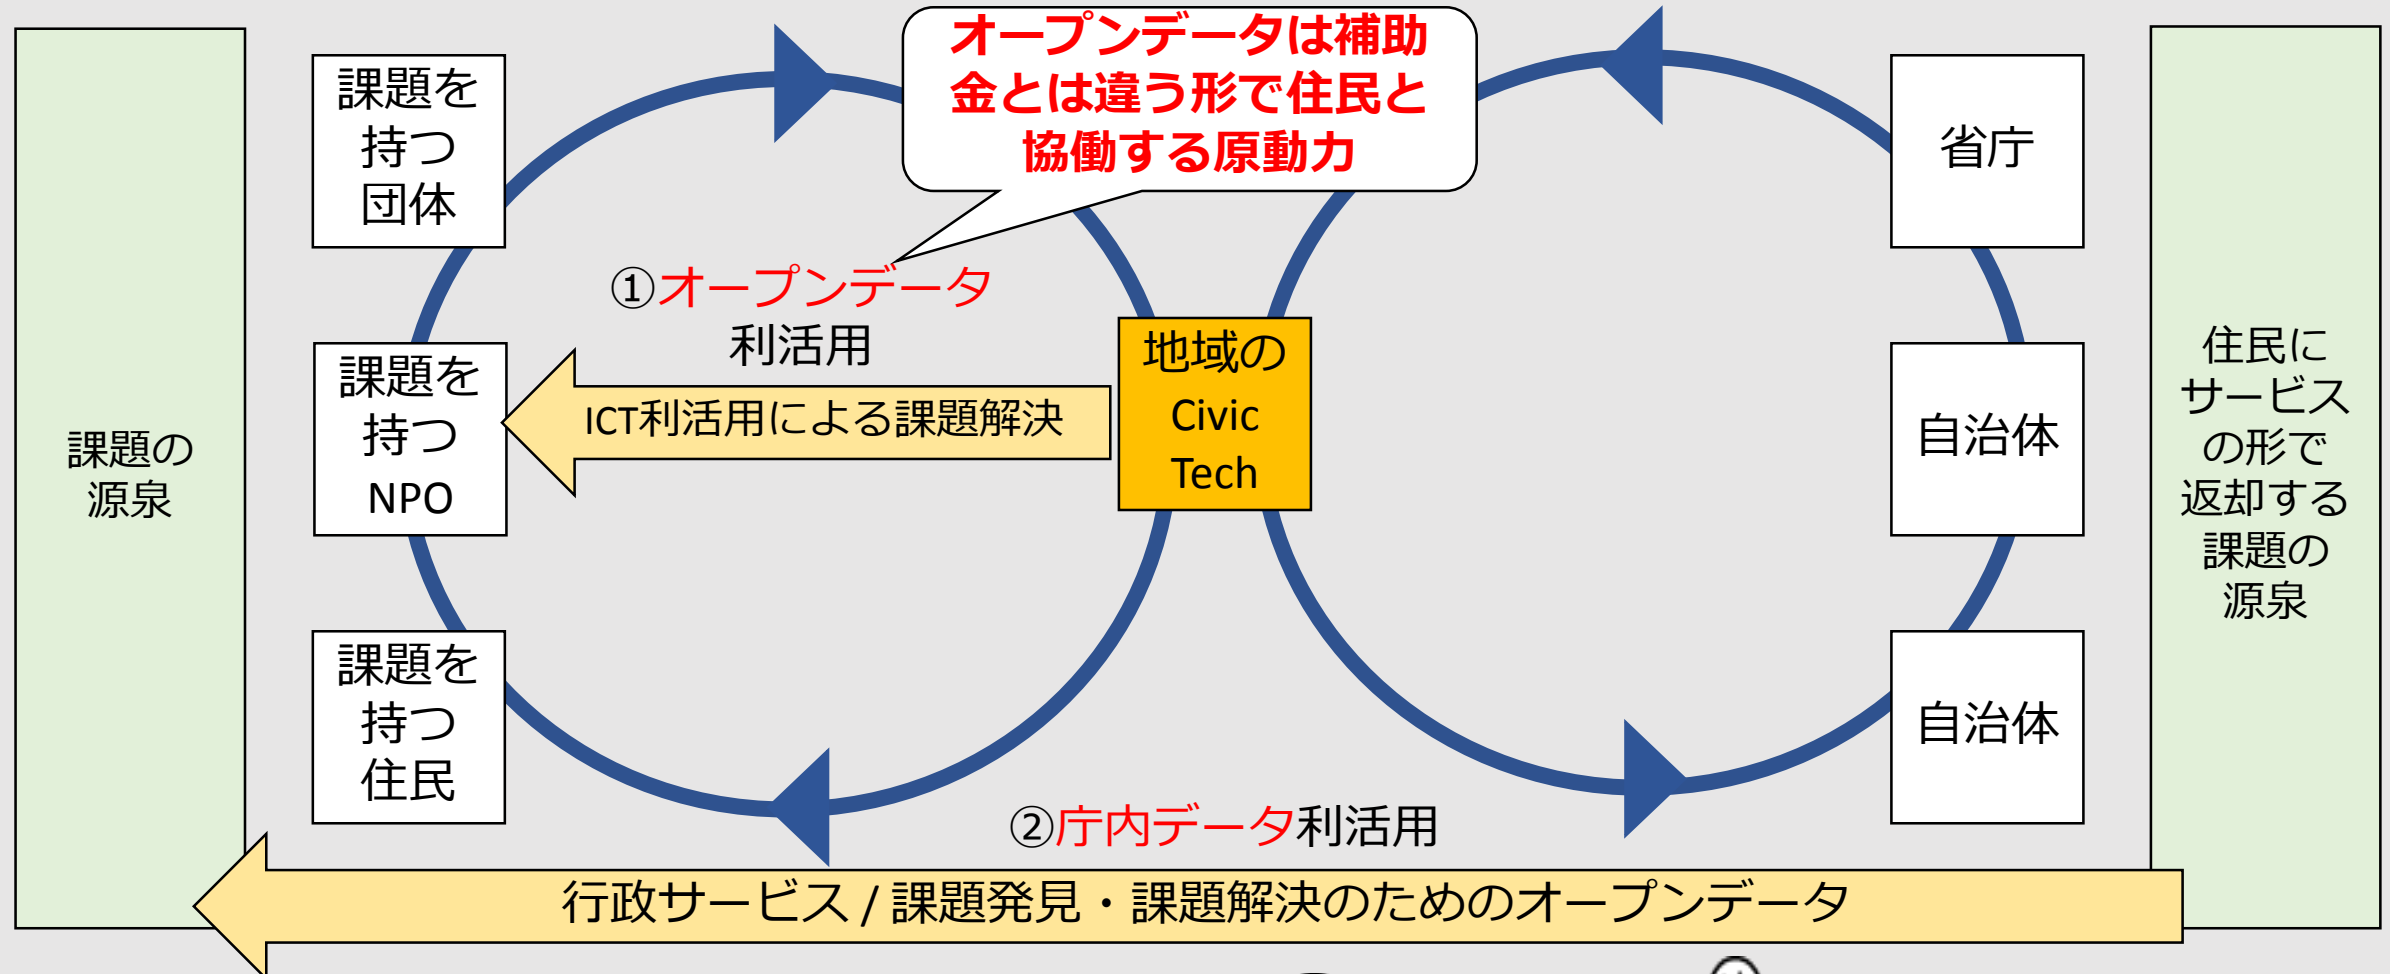 オープンデータは補助
金とは違う形で住民と
協働する原動力
課題を
持つ
団体
省庁
①オープンデータ
利活用
課題を
持つ
NPO
ICT利活用による課題解決
地域の
Civic
Tech
自治体
課題の
源泉
住民に
サービス
の形で
返却する
課題の
源泉
課題を
持つ
住民
自治体
②庁内データ利活用
行政サービス / 課題発見・課題解決のためのオープンデータ